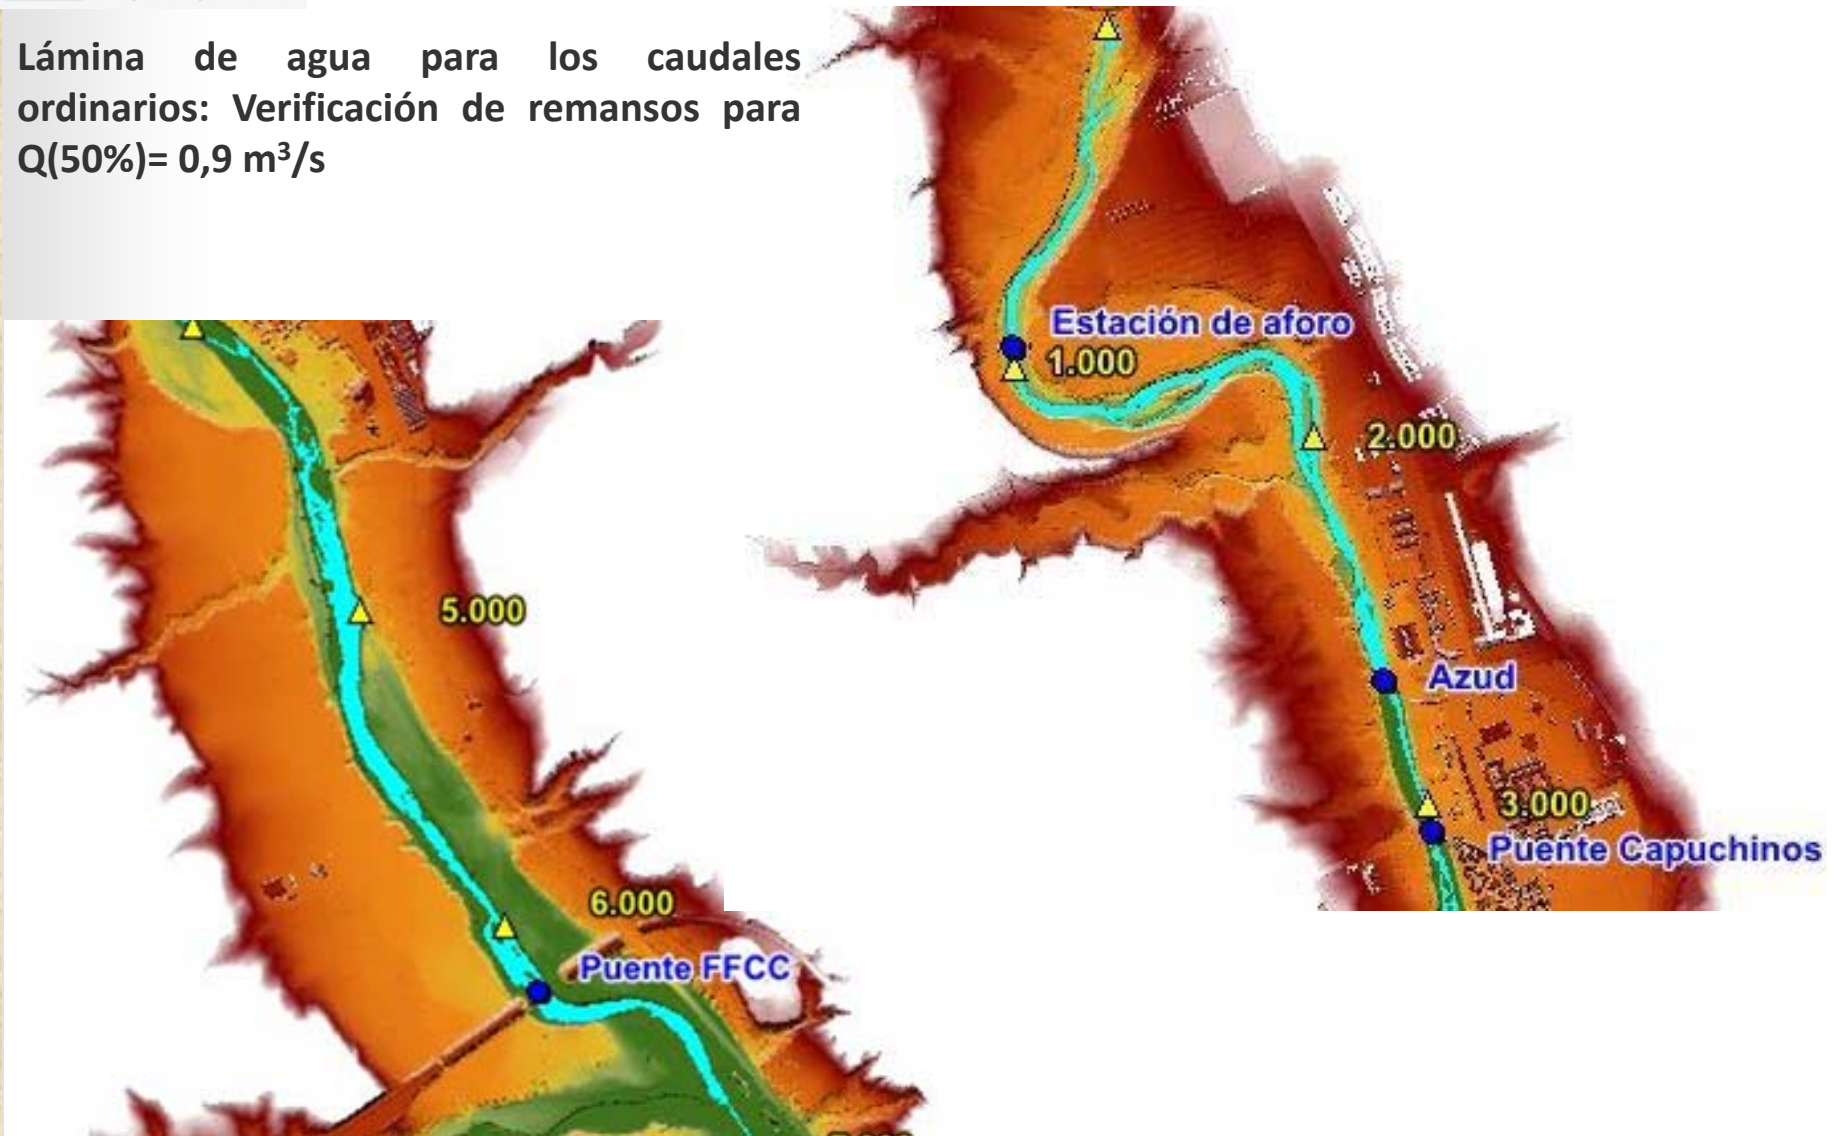 Lámina de agua para los caudales
ordinarios: Verificación de remansos para
Q(50%)= 0,9 m³/s
Estación de aforo
1.000
2.000
Azud
3.000
Puente Capuchinos
5.000
6.000
Puente FFCC